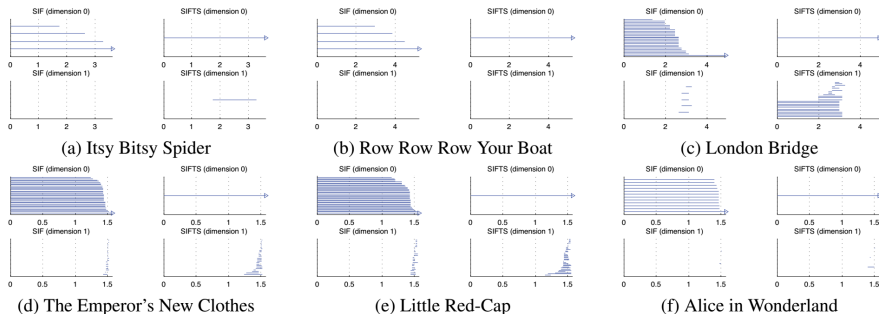 SIF (dimension 0) SIFTS (dimension 0) SIF (dimension 0) SIFTS (dimension 0) SIF (dimension 0) SIFTS (dimension 0)
0 1 2 3 0 1 2 3 0 2 4 0 2 4 0 2 4 0 2 4
SIF (dimension 1) SIFTS (dimension 1) SIF (dimension 1) SIFTS (dimension 1) SIF (dimension 1) SIFTS (dimension 1)
0 1 2 3 0 1 2 3 0 2 4 0 2 4 0 2 4 0 2 4
(a) Itsy Bitsy Spider (b) Row Row Row Your Boat (c) London Bridge
SIF (dimension 0) SIFTS (dimension 0) SIF (dimension 0) SIFTS (dimension 0) SIF (dimension 0) SIFTS (dimension 0)
0 0.5 1 1.5 0 0.5 1 1.5 0 0.5 1 1.5 0 0.5 1 1.5 0 0.5 1 1.5 0 0.5 1 1.5
SIF (dimension 1) SIFTS (dimension 1) SIF (dimension 1) SIFTS (dimension 1) SIF (dimension 1) SIFTS (dimension 1)
0 0.5 1 1.5 0 0.5 1 1.5 0 0.5 1 1.5 0 0.5 1 1.5 0 0.5 1 1.5 0 0.5 1 1.5
(d) The Emperor's New Clothes (e) Little Red-Cap (f) Alice in Wonderland